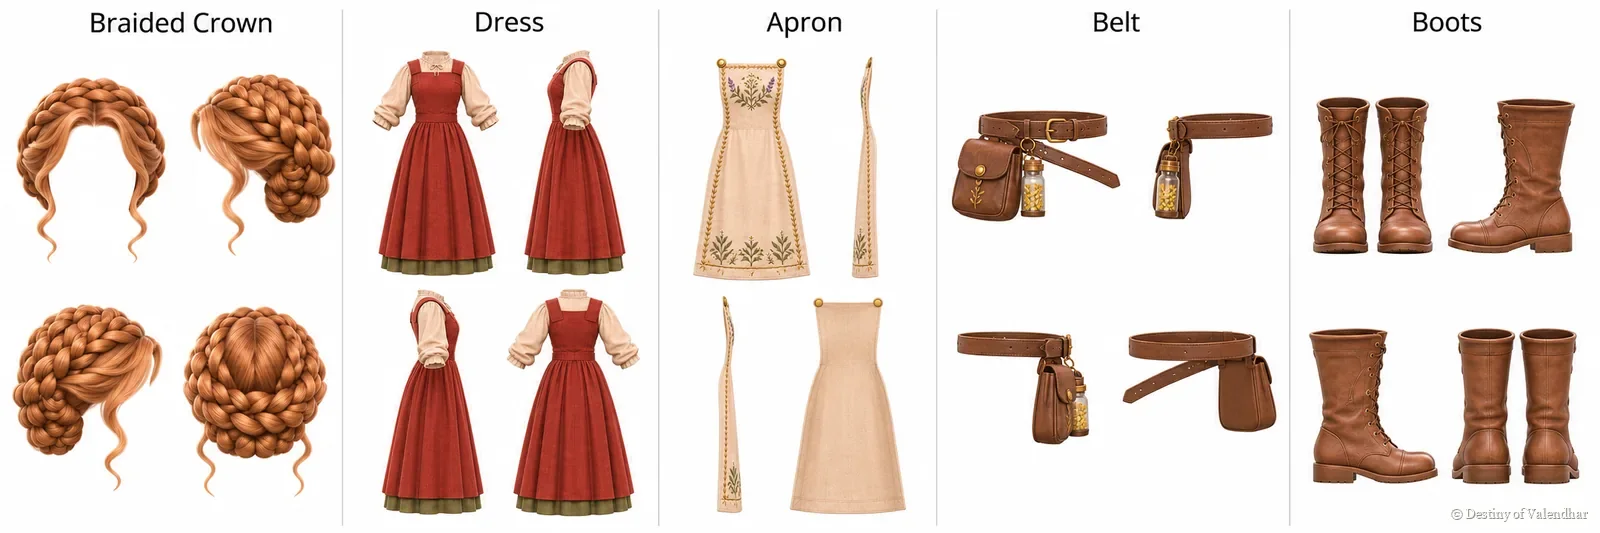 Braided Crown
Dress
Apron
Belt
Boots
© Destiny of Valendhar